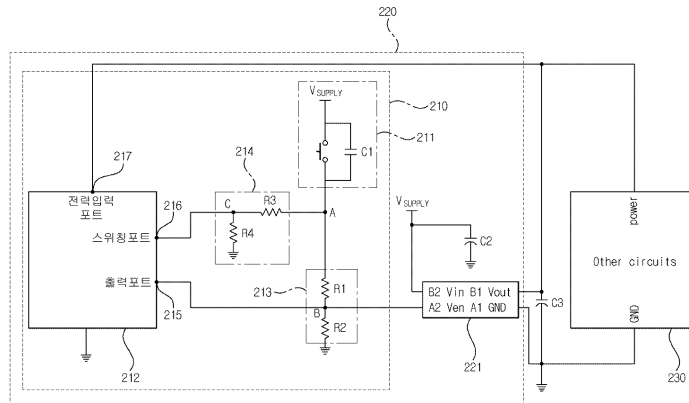 220
V SUPPLY
210
211
C1
217
전력입력
포트
214
216
C
R3
A
R4
스위칭포트
V SUPPLY
C2
power
Other circuits
출력포트
213
R1
B
R2
215
B2 Vin B1 Vout
A2 Ven A1 GND
C3
GND
212
221
230